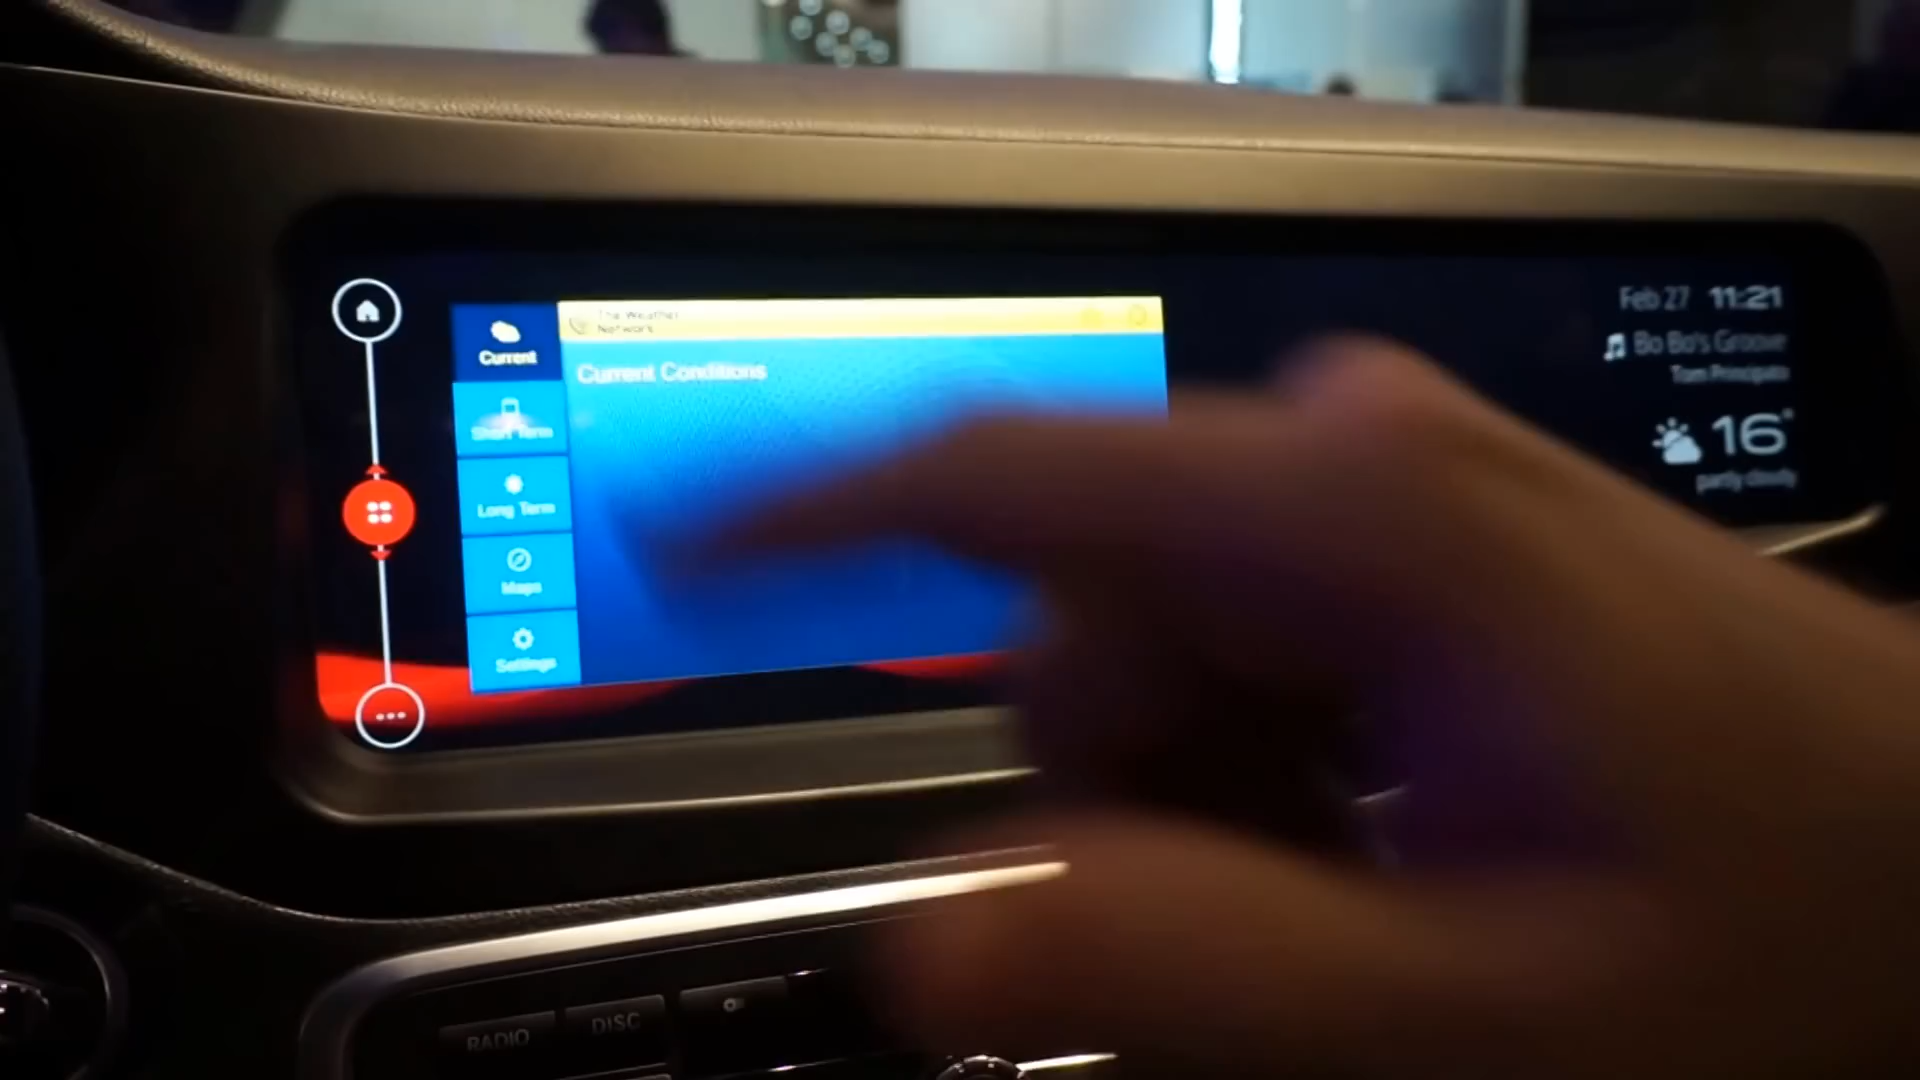 Current
Short Term
Long Term
Maps
Settings
The Weather
Network
Current Conditions
Feb 27 11:21
Bo Bo's Groove
Tom Principato
16°
partly cloudy
RADIO
DISC